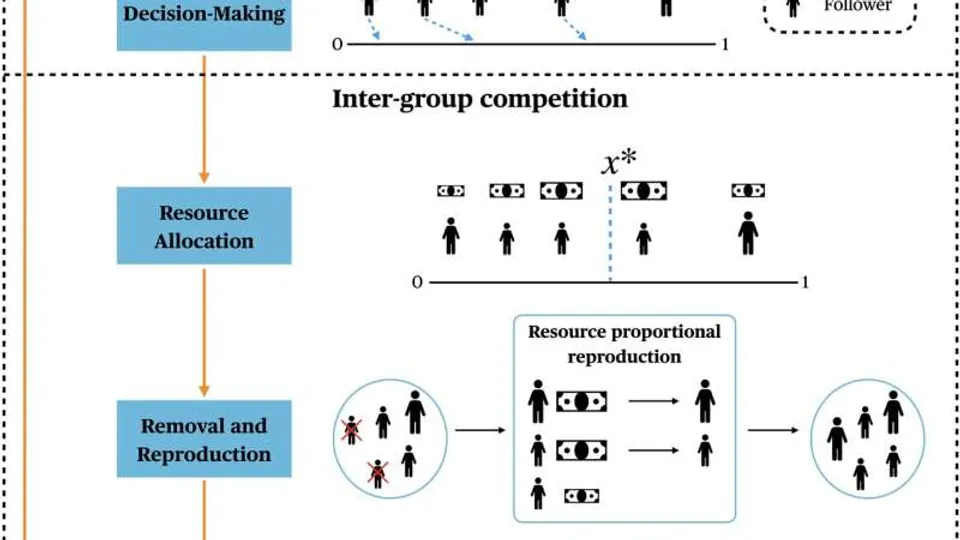 Decision-Making
Follower
0 1
Inter-group competition
x*
Resource
Allocation
0 1
Resource proportional
reproduction
Removal and
Reproduction